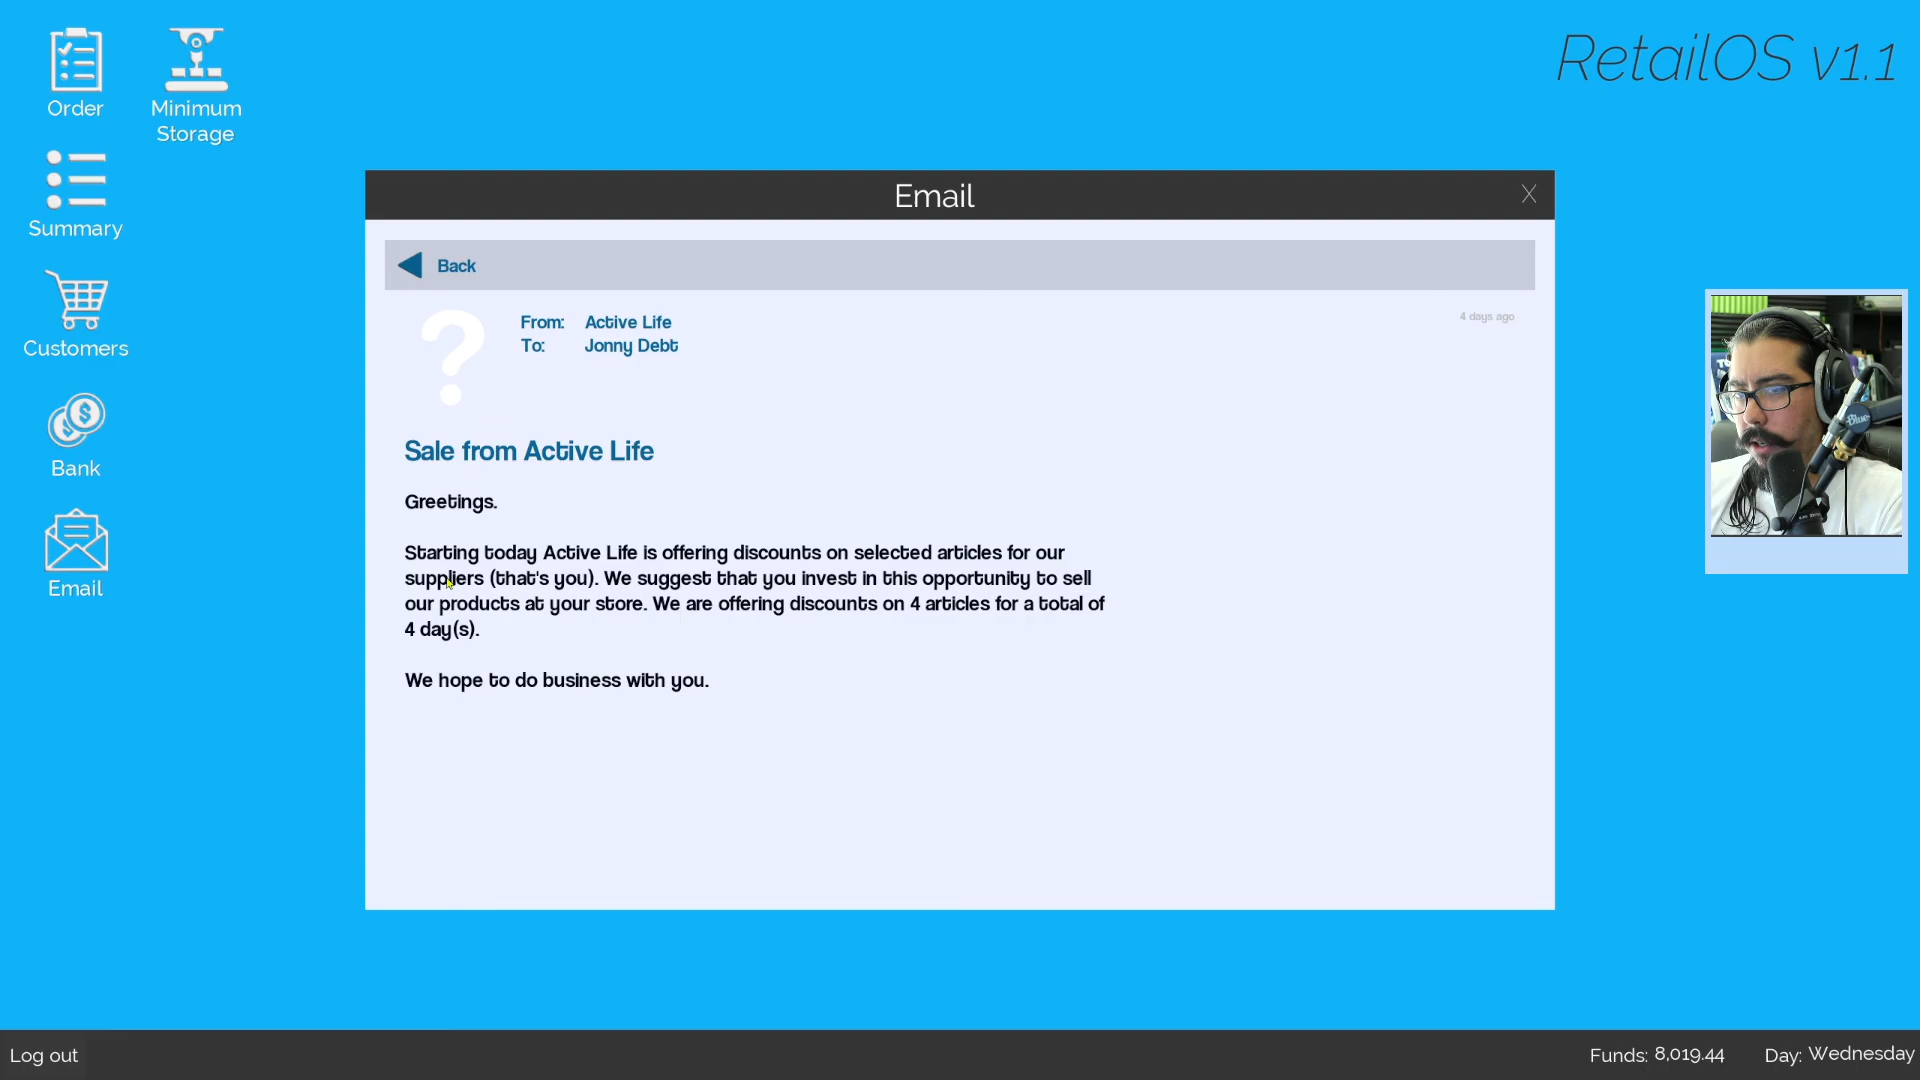 Order
Minimum
Storage
RetailOS v1.1
Summary
Customers
Bank
Email
Email
X
Back
From: Active Life
To: Jonny Debt
4 days ago
Sale from Active Life
Greetings.
Starting today Active Life is offering discounts on selected articles for our
suppliers (that's you). We suggest that you invest in this opportunity to sell
our products at your store. We are offering discounts on 4 articles for a total of
4 day(s).
We hope to do business with you.
Blue
Log out
Funds: 8,019.44
Day: Wednesday